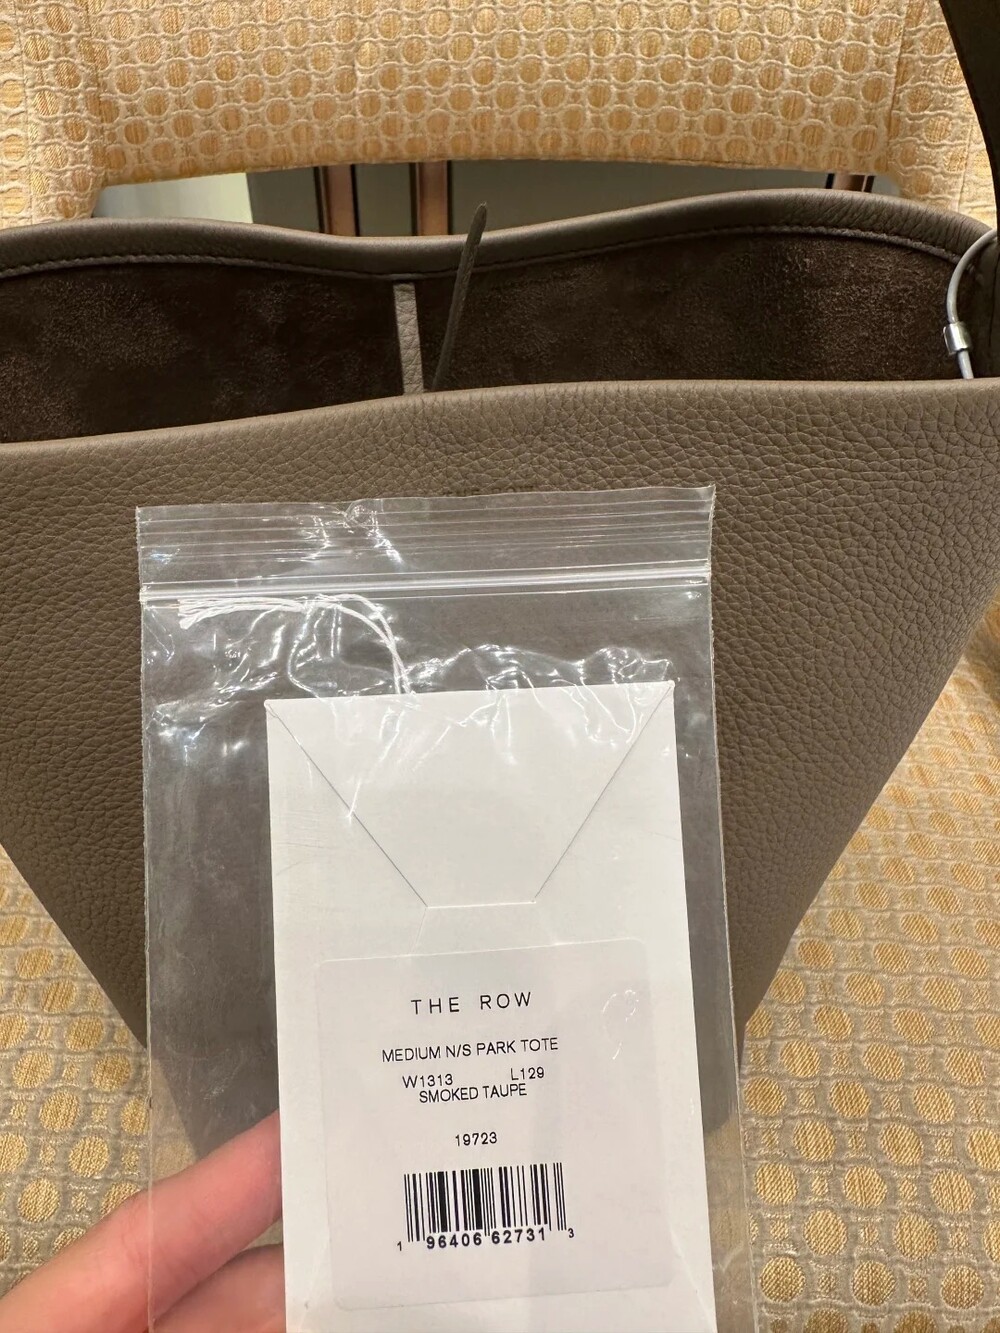 THE ROW
MEDIUM N/S PARK TOTE
W1313 L129
SMOKED TAUPE
19723
1 96406 62731 3